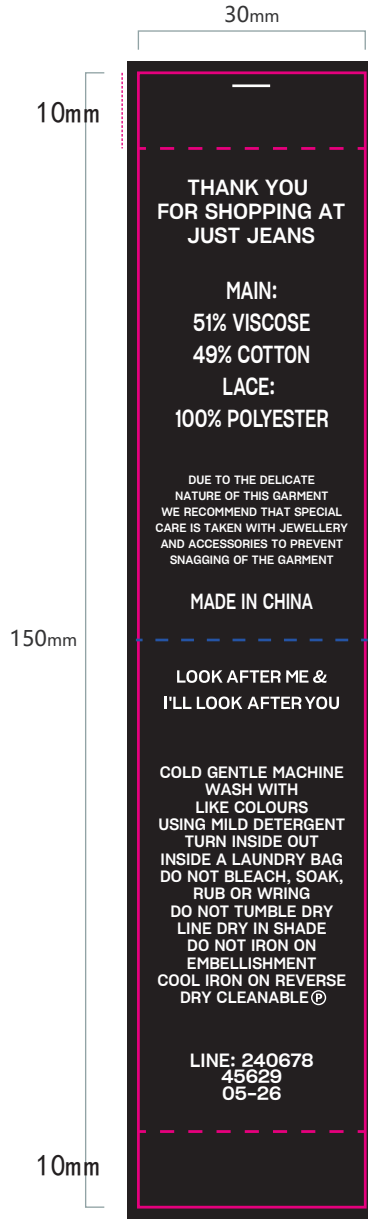 30mm
10mm
THANK YOU
FOR SHOPPING AT
JUST JEANS
MAIN:
51% VISCOSE
49% COTTON
LACE:
100% POLYESTER
DUE TO THE DELICATE
NATURE OF THIS GARMENT
WE RECOMMEND THAT SPECIAL
CARE IS TAKEN WITH JEWELLERY
AND ACCESSORIES TO PREVENT
SNAGGING OF THE GARMENT
MADE IN CHINA
150mm
LOOK AFTER ME &
I'LL LOOK AFTER YOU
COLD GENTLE MACHINE
WASH WITH
LIKE COLOURS
USING MILD DETERGENT
TURN INSIDE OUT
INSIDE A LAUNDRY BAG
DO NOT BLEACH, SOAK,
RUB OR WRING
DO NOT TUMBLE DRY
LINE DRY IN SHADE
DO NOT IRON ON
EMBELLISHMENT
COOL IRON ON REVERSE
DRY CLEANABLE Ⓟ
LINE: 240678
45629
05-26
10mm